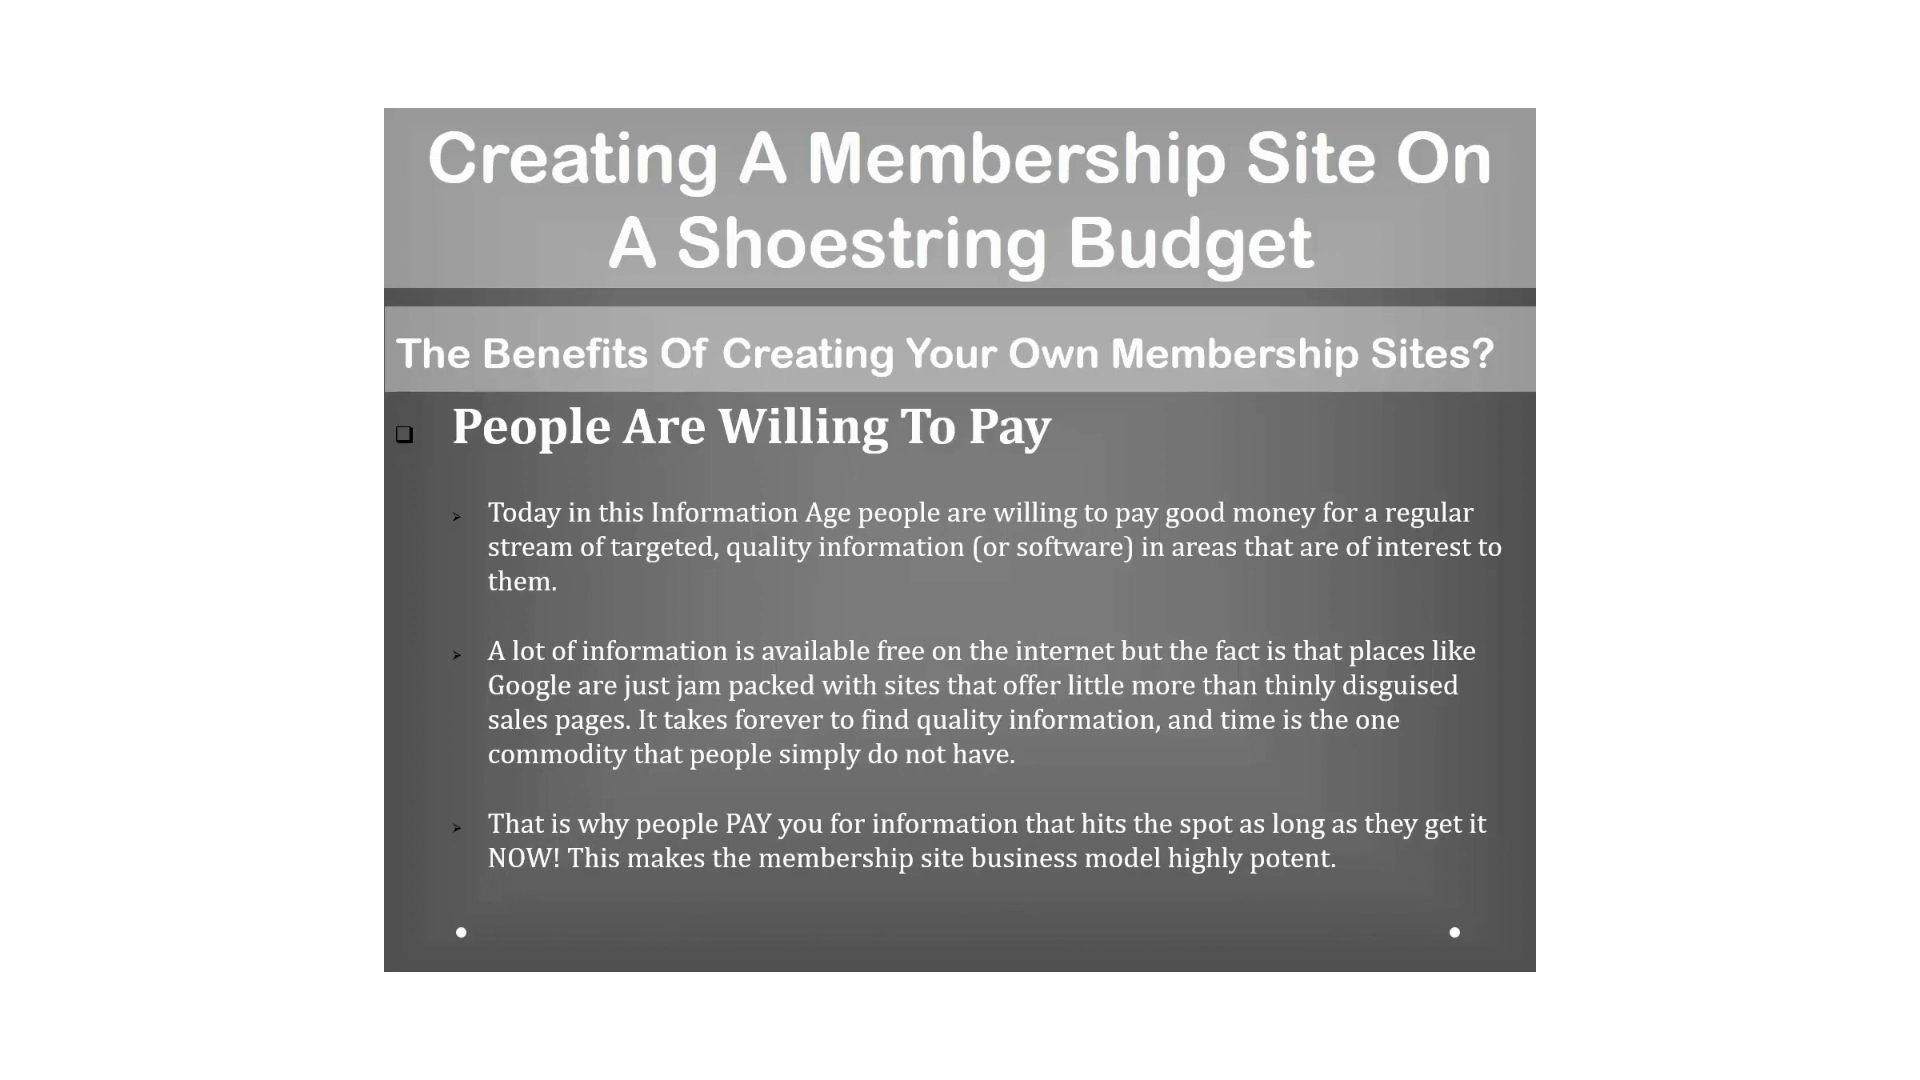 Creating A Membership Site On
A Shoestring Budget
The Benefits Of Creating Your Own Membership Sites?
People Are Willing To Pay
Today in this Information Age people are willing to pay good money for a regular
stream of targeted, quality information (or software) in areas that are of interest to
them.
A lot of information is available free on the internet but the fact is that places like
Google are just jam packed with sites that offer little more than thinly disguised
sales pages. It takes forever to find quality information, and time is the one
commodity that people simply do not have.
That is why people PAY you for information that hits the spot as long as they get it
NOW! This makes the membership site business model highly potent.